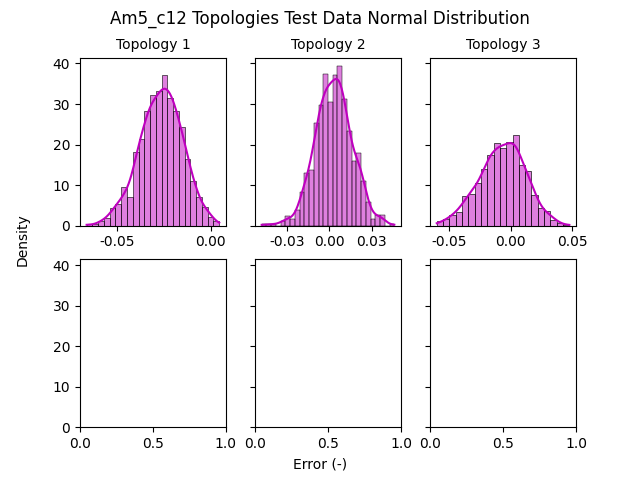 Am5_c12 Topologies Test Data Normal Distribution
Topology 1
Topology 2
Topology 3
40
30
20
10
0
-0.05 0.00
-0.03 0.00 0.03
-0.05 0.00 0.05
Density
40
30
20
10
0
0.0 0.5 1.0
0.0 0.5 1.0
0.0 0.5 1.0
Error (-)